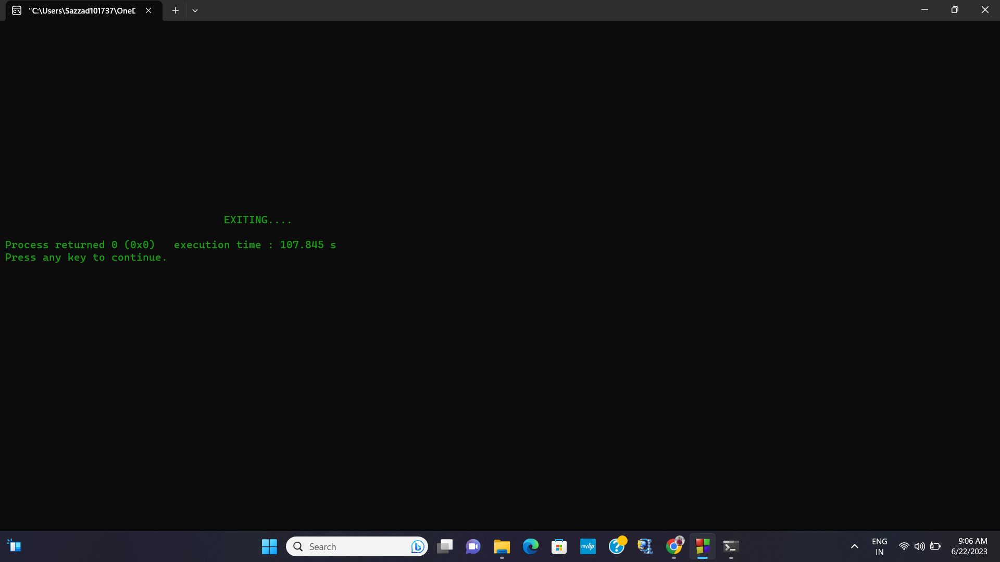 "C:\Users\Sazzad101737\OneD
EXITING....
Process returned 0 (0x0)   execution time : 107.845 s
Press any key to continue.
Search
myhp
ENG
IN
9:06 AM
6/22/2023